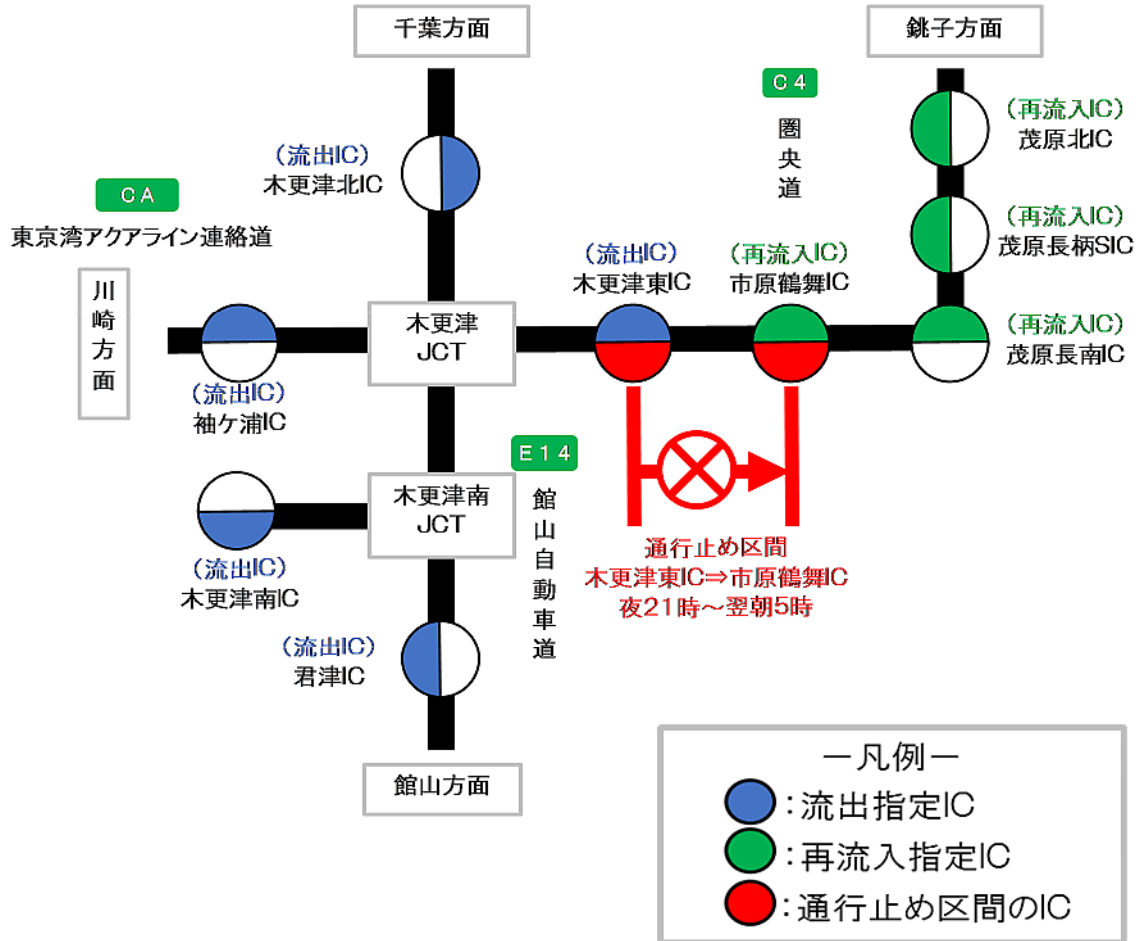 千葉方面
銚子方面
C4
圏央道
(再流入IC)
茂原北IC
(流出IC)
木更津北IC
CA
東京湾アクアライン連絡道
(再流入IC)
茂原長柄SIC
川崎方面
(流出IC)
木更津東IC
(再流入IC)
市原鶴舞IC
木更津
JCT
(再流入IC)
茂原長南IC
(流出IC)
袖ケ浦IC
E14
館山自動車道
木更津南
JCT
(流出IC)
木更津南IC
通行止め区間
木更津東IC⇒市原鶴舞IC
夜21時～翌朝5時
(流出IC)
君津IC
館山方面
－凡例－
：流出指定IC
：再流入指定IC
：通行止め区間のIC